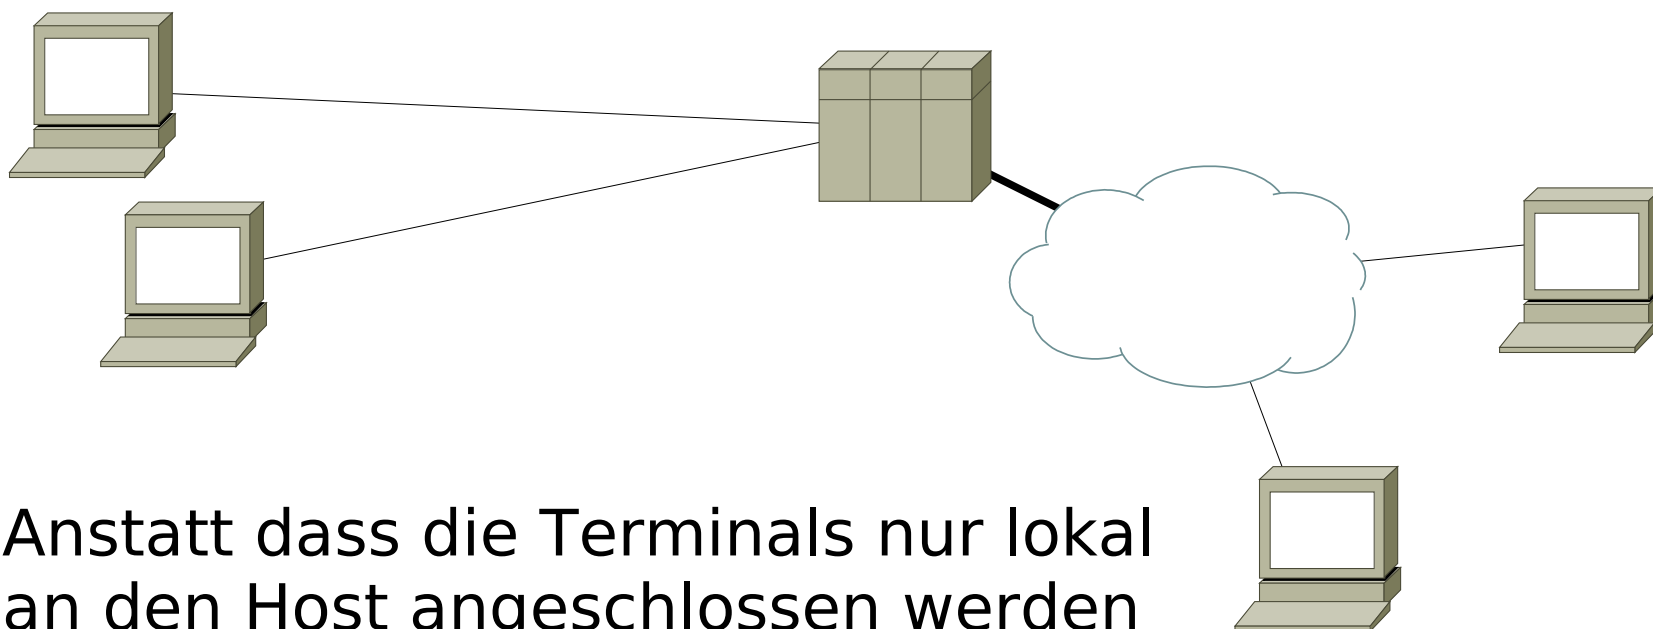 Anstatt dass die Terminals nur lokal
an den Host angeschlossen werden